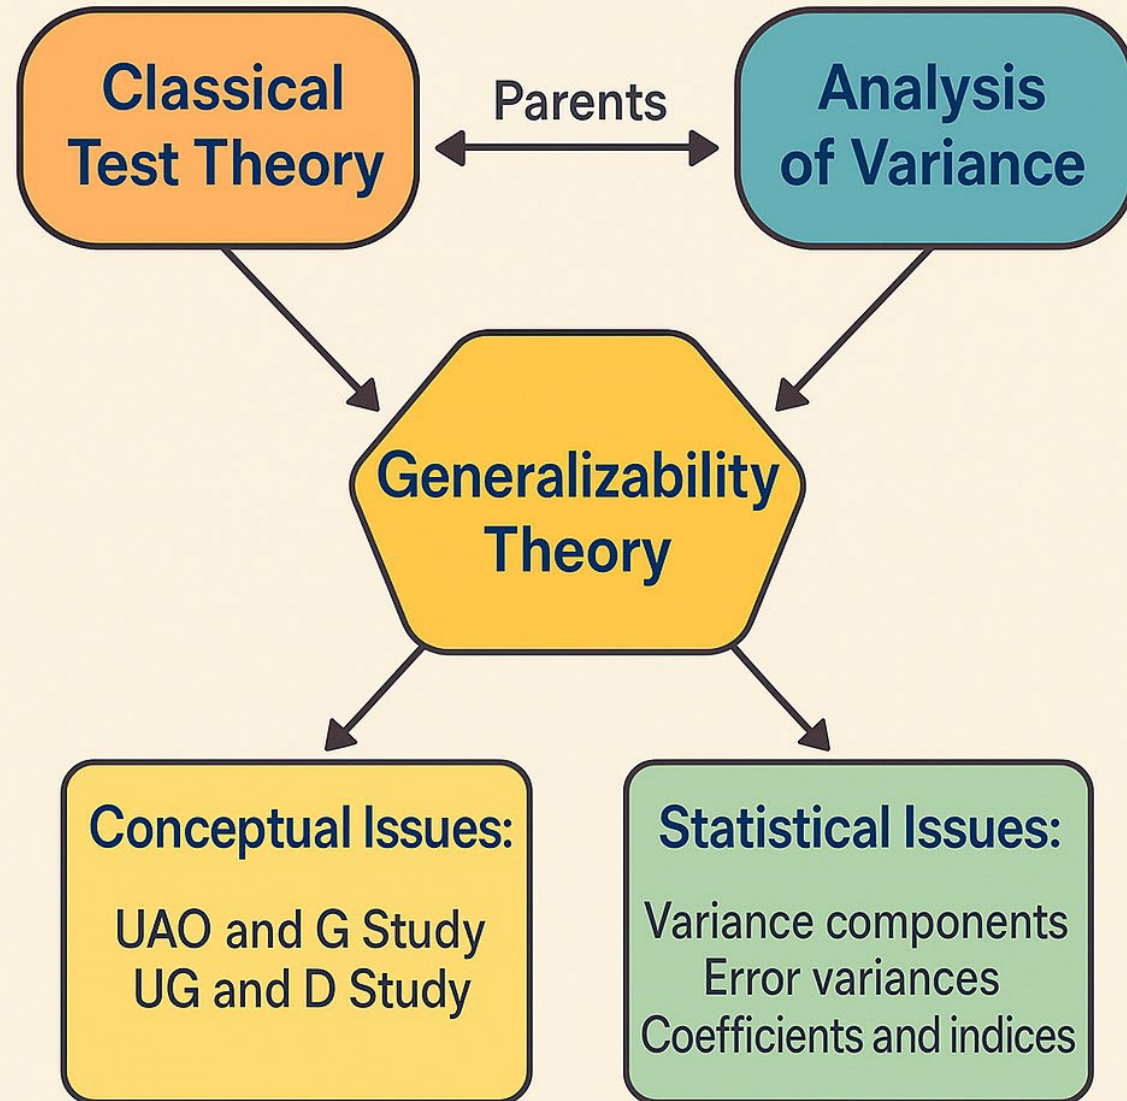 Classical
Test Theory
Parents
Analysis
of Variance
Generalizability
Theory
Conceptual Issues:
UAO and G Study
UG and D Study
Statistical Issues:
Variance components
Error variances
Coefficients and indices